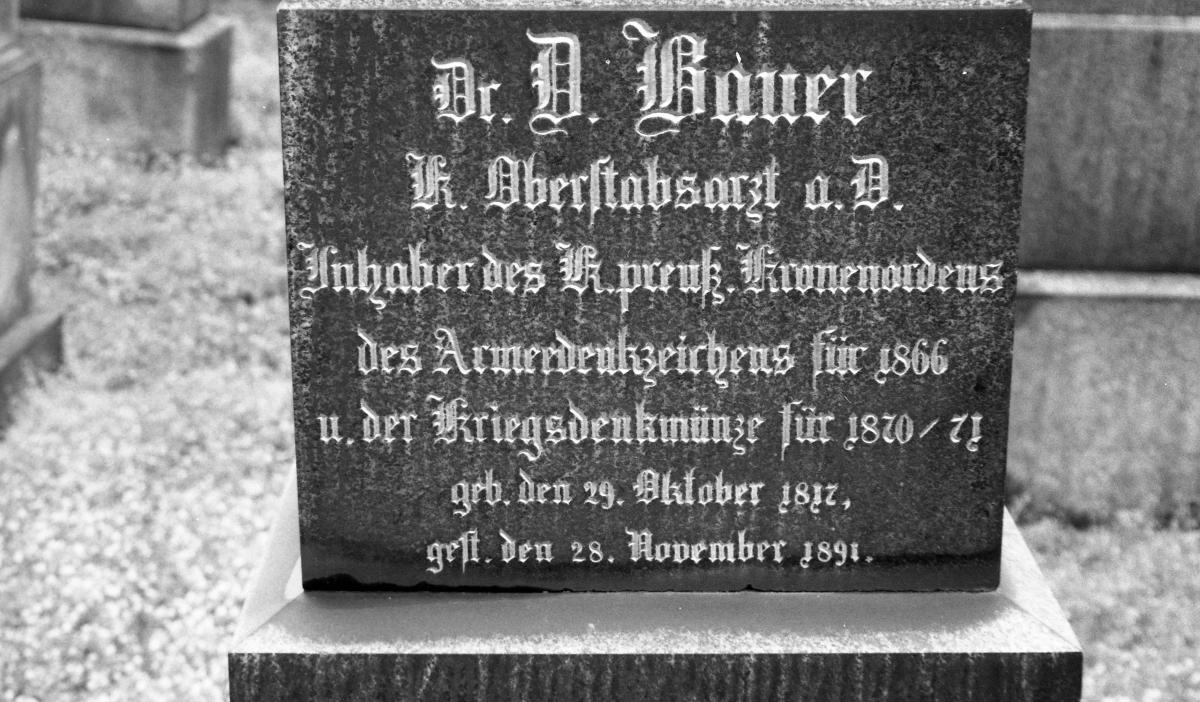 Dr. D. Bauer
K. Oberstabsarzt a. D.
Inhaber des K. preuß. Kronenordens
des Armeedenkzeichens für 1866
u. der Kriegsdenkmünze für 1870/71
geb. den 29. Oktober 1817,
gest. den 28. November 1891.